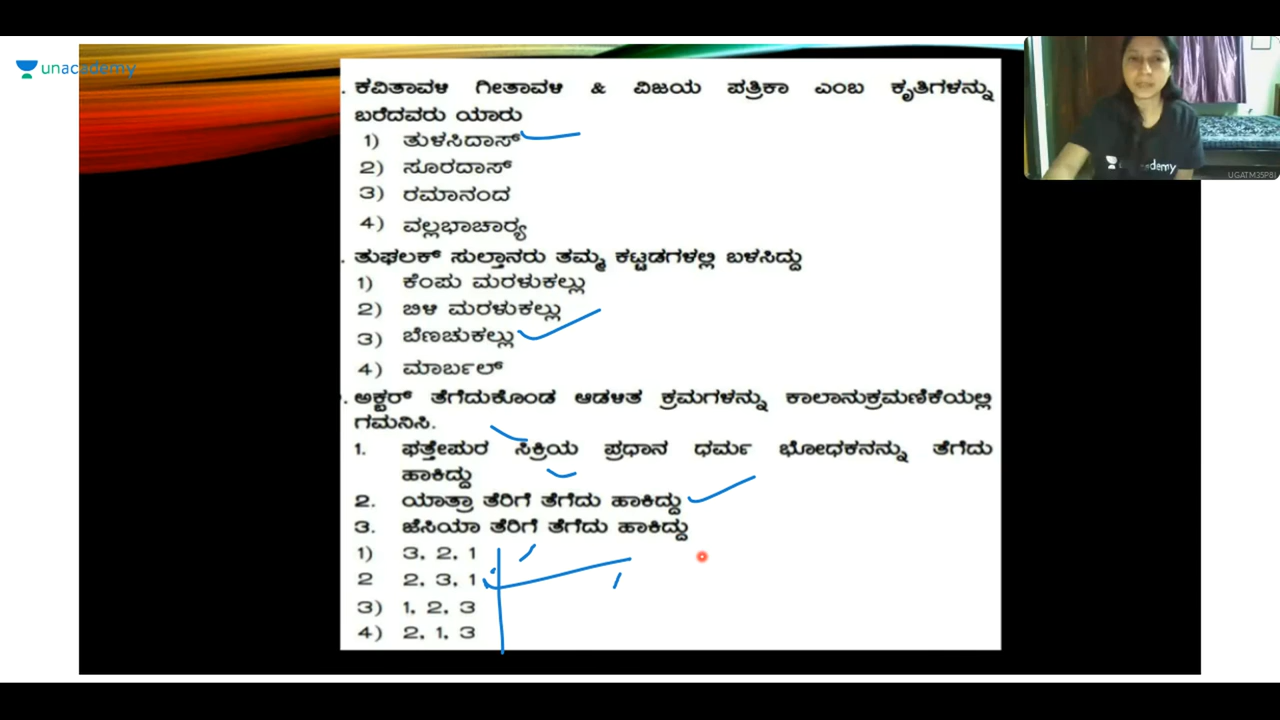 unacademy
. ಕವಿತಾವಳಿ ಗೀತಾವಳಿ & ವಿಜಯ ಪತ್ರಿಕಾ ಎಂಬ ಕೃತಿಗಳನ್ನು
ಬರೆದವರು ಯಾರು
1) ತುಳಸಿದಾಸ್
2) ಸೂರದಾಸ್
3) ರಮಾನಂದ
4) ವಲ್ಲಭಾಚಾರ‍್ಯ
. ತುಘಲಕ್ ಸುಲ್ತಾನರು ತಮ್ಮ ಕಟ್ಟಡಗಳಲ್ಲಿ ಬಳಸಿದ್ದು
1) ಕೆಂಪು ಮರಳುಕಲ್ಲು
2) ಬಿಳಿ ಮರಳುಕಲ್ಲು
3) ಬೆಣಚುಕಲ್ಲು
4) ಮಾರ್ಬಲ್
. ಅಕ್ಬರ್ ತೆಗೆದುಕೊಂಡ ಆಡಳಿತ ಕ್ರಮಗಳನ್ನು ಕಾಲಾನುಕ್ರಮಣಿಕೆಯಲ್ಲಿ
ಗಮನಿಸಿ.
1. ಫತ್ತೇಪುರ ಸಿಕ್ರಿಯ ಪ್ರಧಾನ ಧರ್ಮ ಭೋಧಕನನ್ನು ತೆಗೆದು
ಹಾಕಿದ್ದು
2. ಯಾತ್ರಾ ತೆರಿಗೆ ತೆಗೆದು ಹಾಕಿದ್ದು
3. ಜೆಸಿಯಾ ತೆರಿಗೆ ತೆಗೆದು ಹಾಕಿದ್ದು
1) 3, 2, 1
2 2, 3, 1
3) 1, 2, 3
4) 2, 1, 3
unacademy
UGATM35P8J